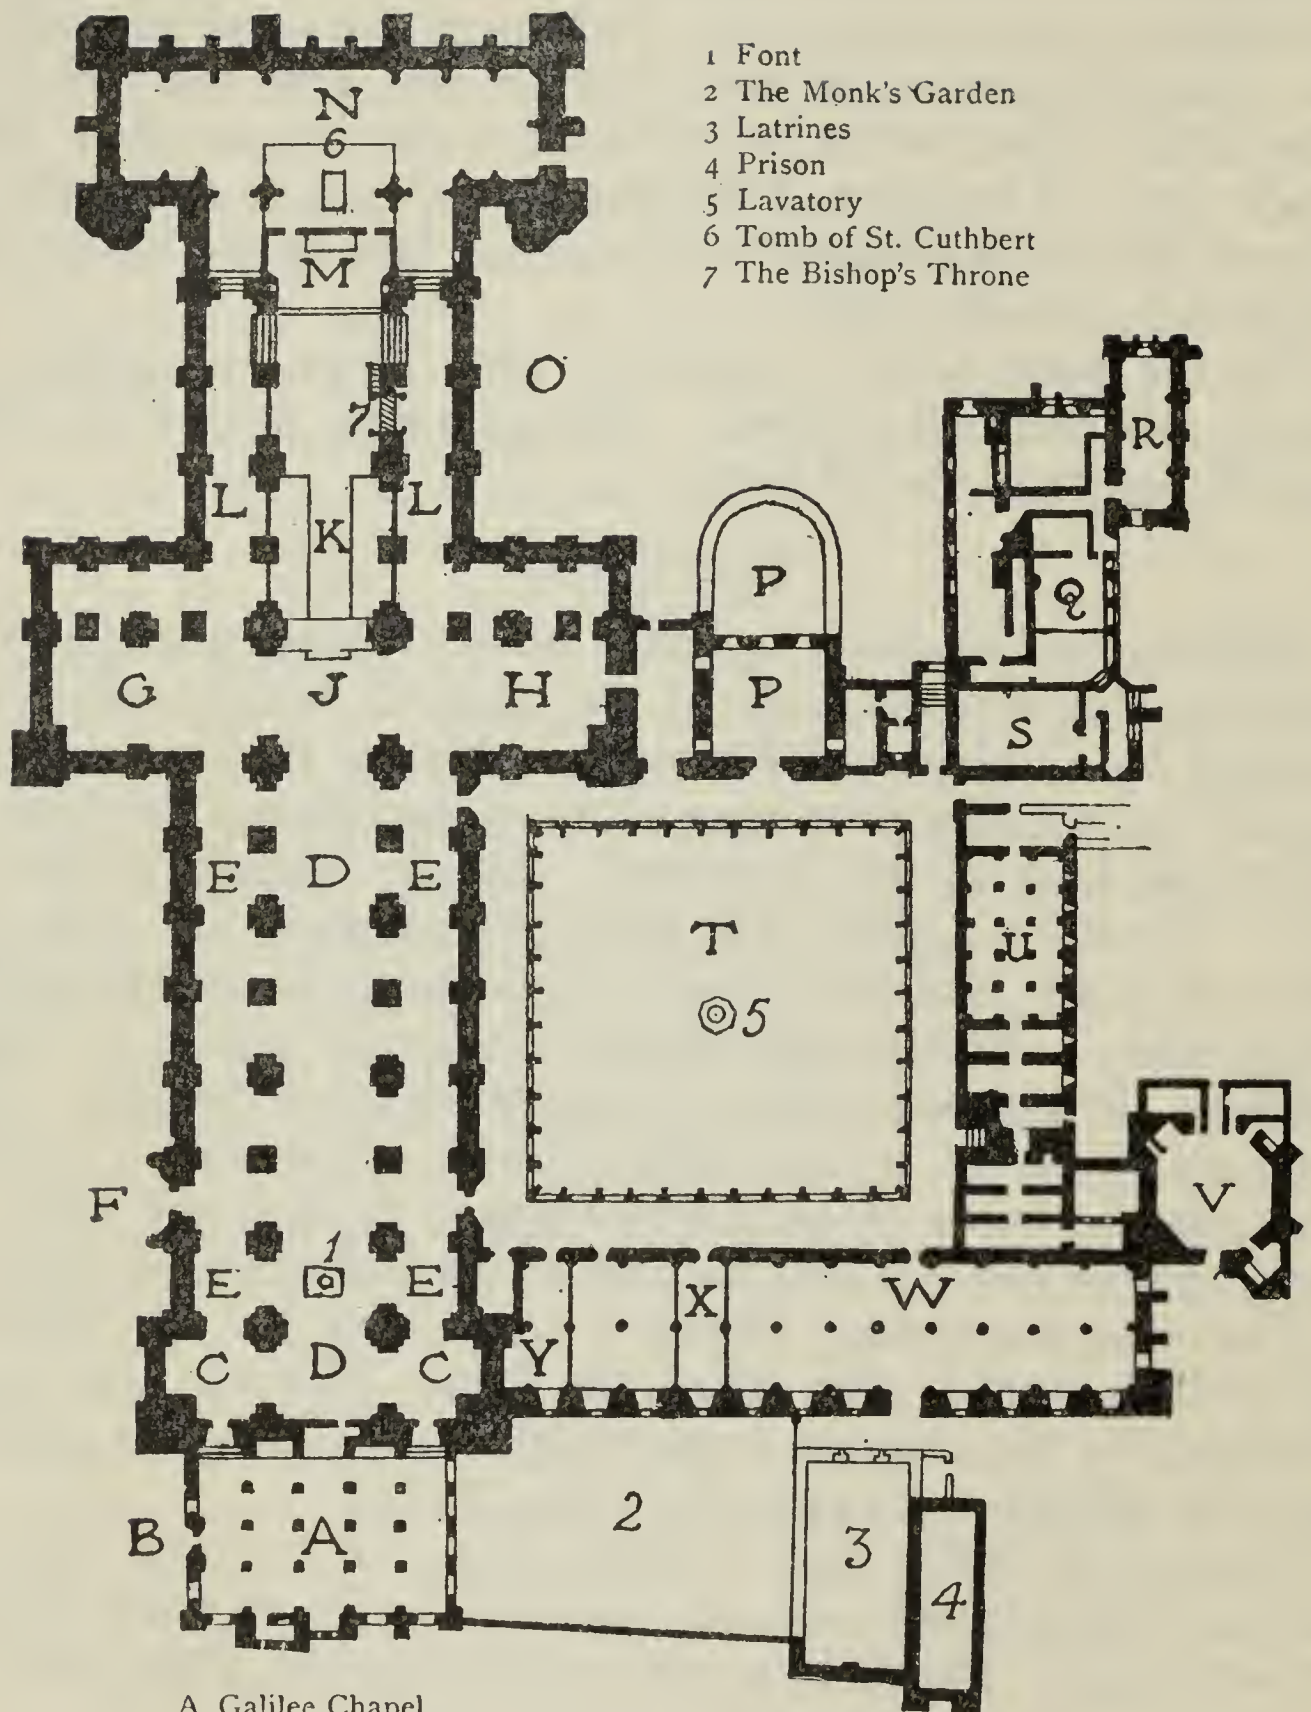 1 Font
2 The Monk's Garden
3 Latrines
4 Prison
5 Lavatory
6 Tomb of St. Cuthbert
7 The Bishop's Throne
N
6
M
O
7
R
L
K
L
P
Q
G
J
H
P
S
E
D
E
T
U
5
F
V
1
E
E
X
W
C
D
C
Y
B
A
2
3
4
A Galilee Chapel